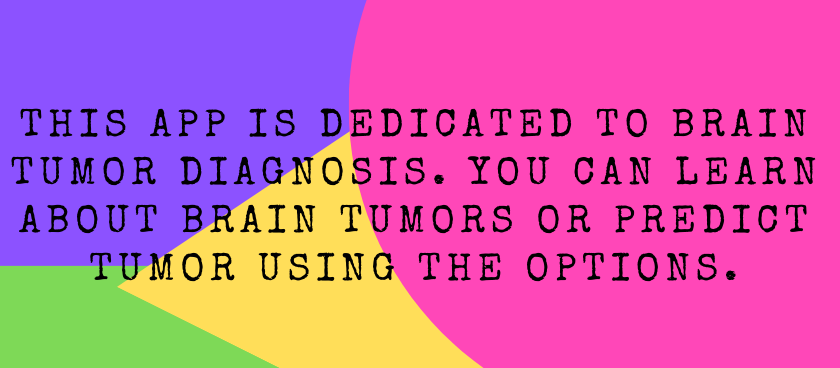 THIS APP IS DEDICATED TO BRAIN
TUMOR DIAGNOSIS. YOU CAN LEARN
ABOUT BRAIN TUMORS OR PREDICT
TUMOR USING THE OPTIONS.